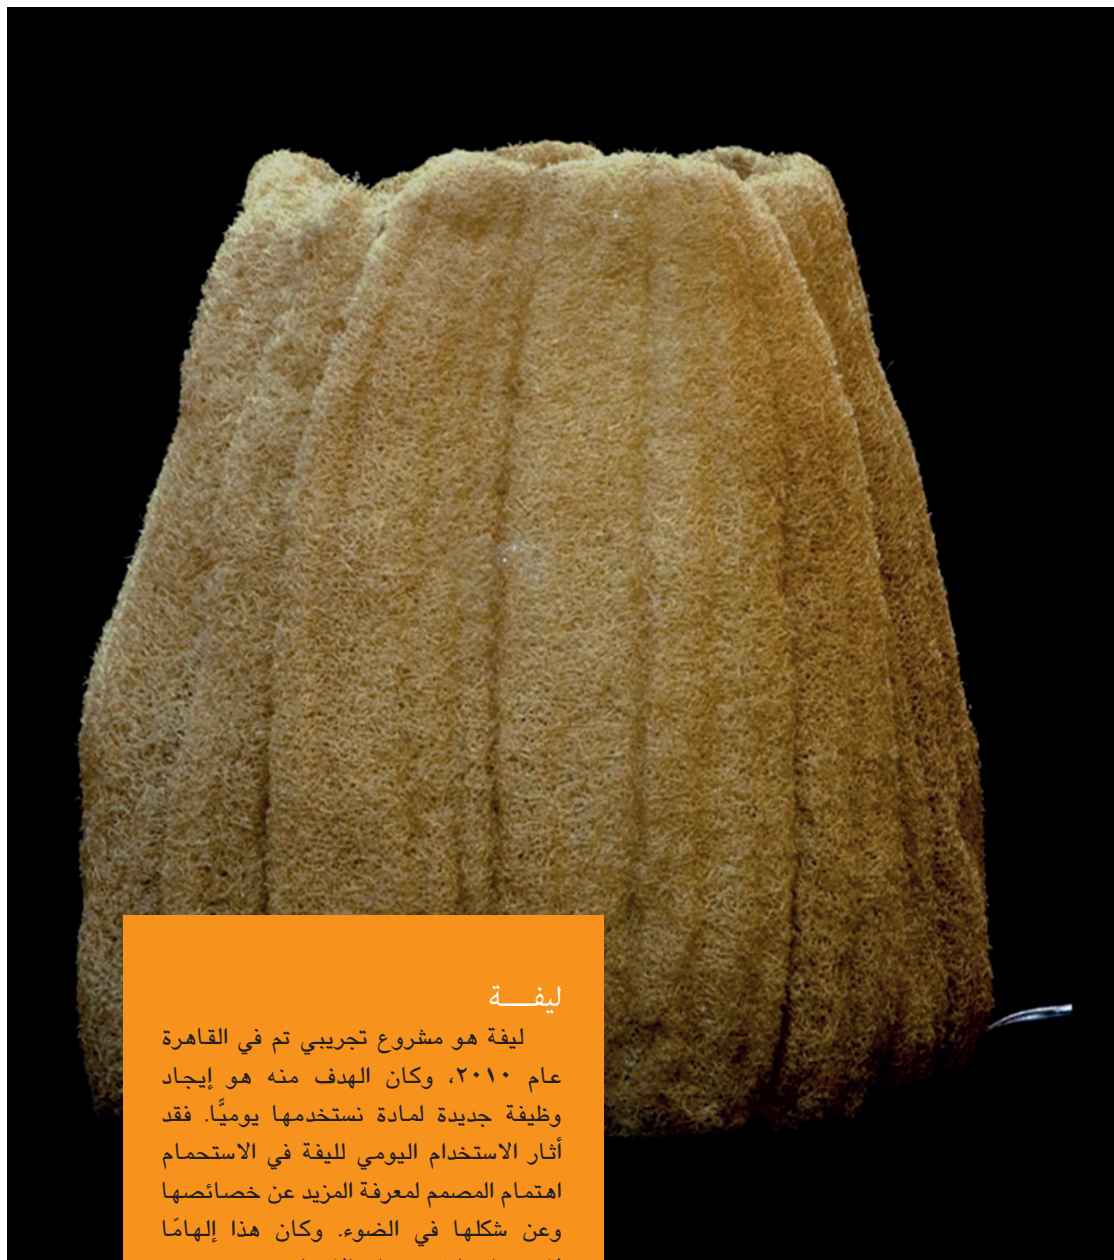 ليفـــة
ليفة هو مشروع تجريبي تم في القاهرة
عام ٢٠١٠، وكان الهدف منه هو إيجاد
وظيفة جديدة لمادة نستخدمها يوميًّا. فقد
أثار الاستخدام اليومي لليفة في الاستحمام
اهتمام المصمم لمعرفة المزيد عن خصائصها
وعن شكلها في الضوء. وكان هذا إلهامًا